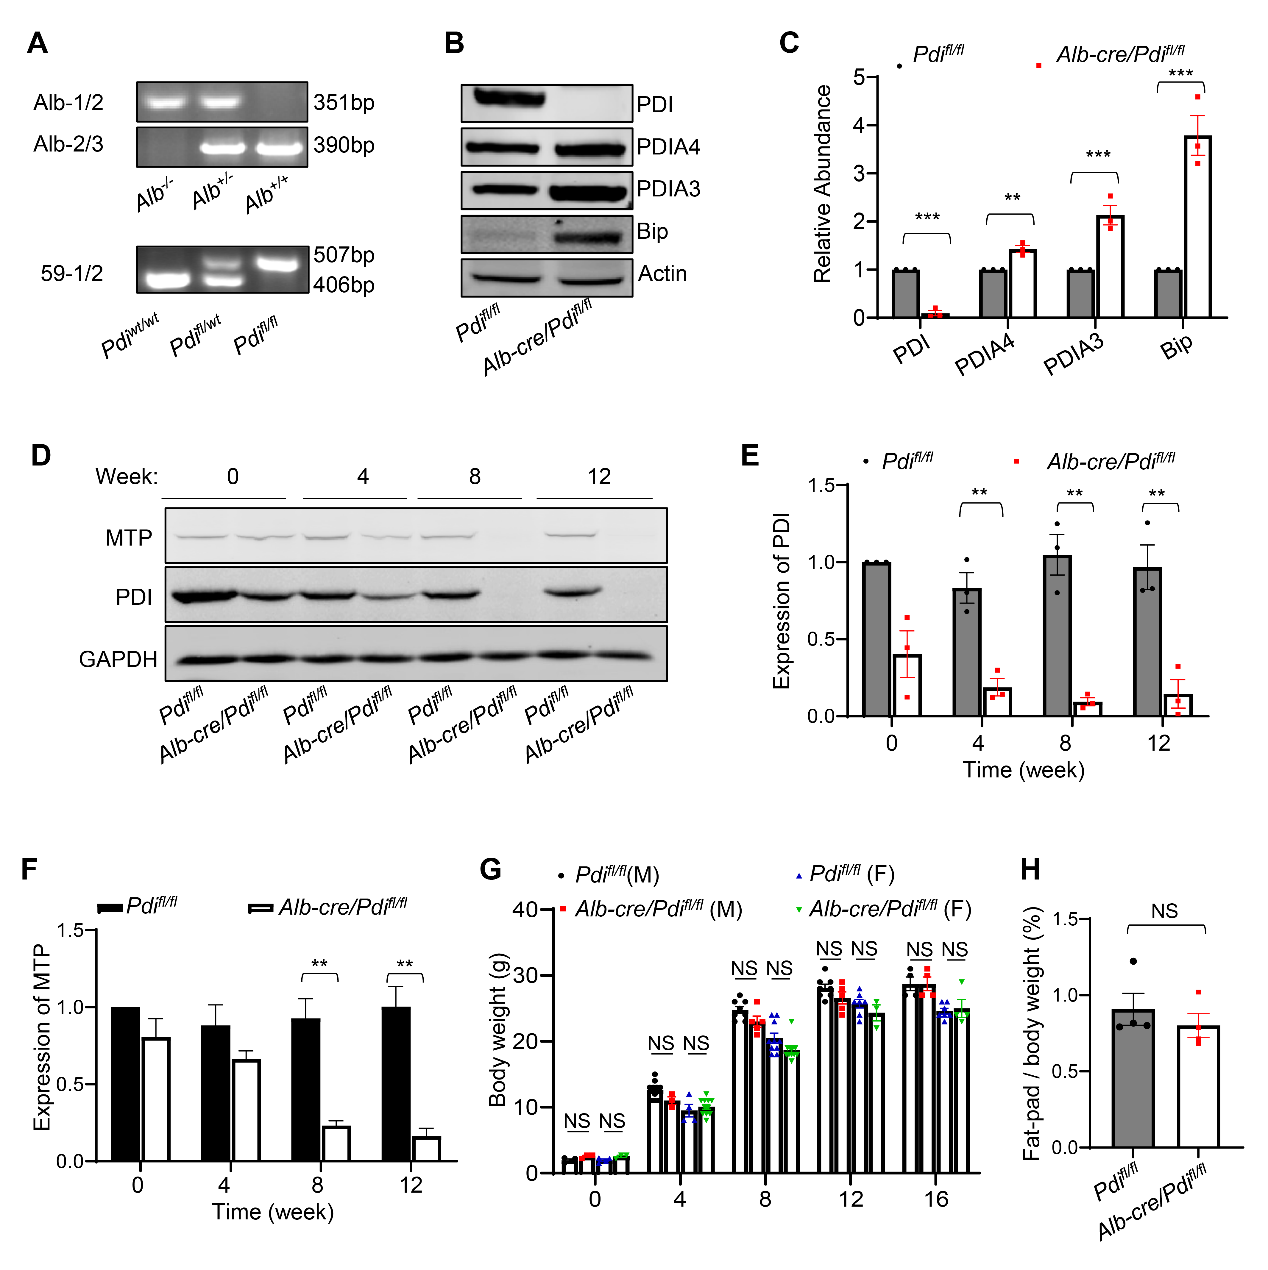 A
Alb-1/2
351bp
Alb-2/3
390bp
Alb-/-
Alb+/-
Alb+/+
59-1/2
507bp
406bp
Pdiwt/wt
Pdifl/wt
Pdifl/fl
B
PDI
PDIA4
PDIA3
Bip
Actin
Pdifl/fl
Alb-cre/Pdifl/fl
C
Pdifl/fl
Alb-cre/Pdifl/fl
Relative Abundance
5
4
3
2
1
0
***
**
***
***
PDI
PDIA4
PDIA3
Bip
D
Week: 0 4 8 12
MTP
PDI
GAPDH
Pdifl/fl
Alb-cre/Pdifl/fl
Pdifl/fl
Alb-cre/Pdifl/fl
Pdifl/fl
Alb-cre/Pdifl/fl
Pdifl/fl
Alb-cre/Pdifl/fl
E
Pdifl/fl
Alb-cre/Pdifl/fl
Expression of PDI
1.5
1.0
0.5
0.0
** ** **
0 4 8 12
Time (week)
F
Pdifl/fl
Alb-cre/Pdifl/fl
Expression of MTP
1.5
1.0
0.5
0.0
** **
0 4 8 12
Time (week)
G
Pdifl/fl(M)
Pdifl/fl (F)
Alb-cre/Pdifl/fl (M)
Alb-cre/Pdifl/fl (F)
Body weight (g)
40
30
20
10
0
NS NS
NS NS
NS NS
NS NS
NS NS
0 4 8 12 16
H
Fat-pad / body weight (%)
1.5
1.0
0.5
0.0
NS
Pdifl/fl
Alb-cre/Pdifl/fl